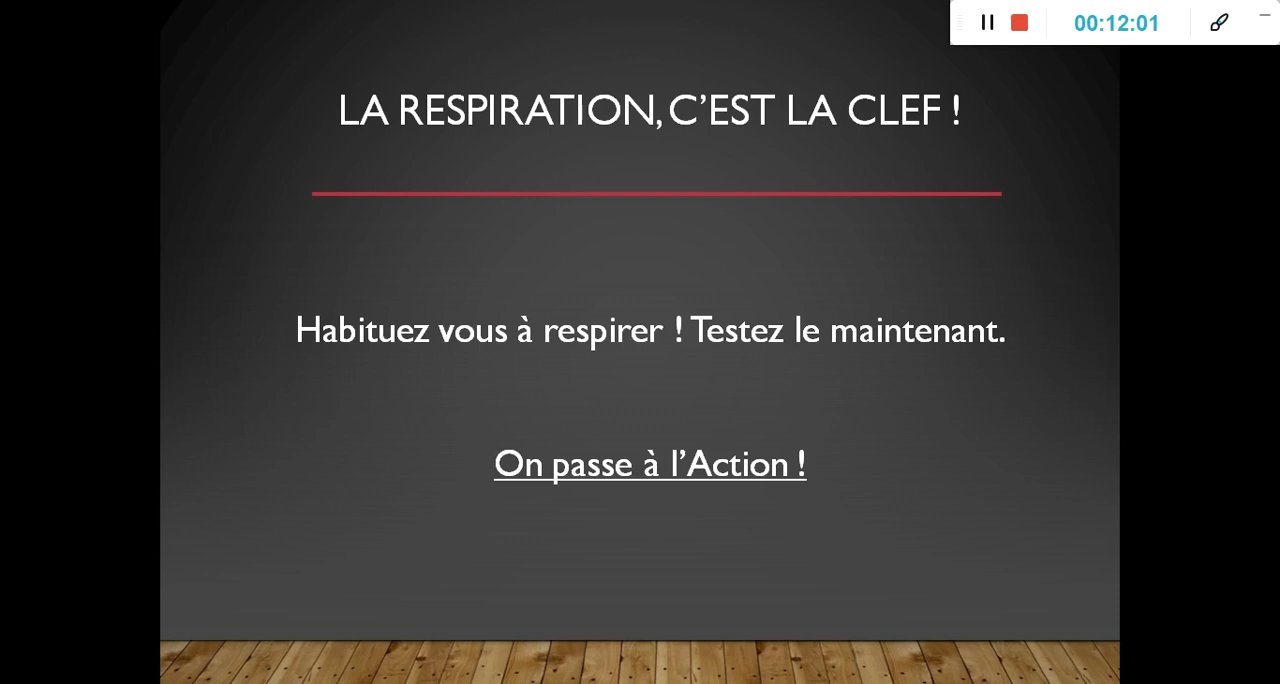 00:12:01
LA RESPIRATION, C’EST LA CLEF !
Habituez vous à respirer ! Testez le maintenant.
On passe à l’Action !